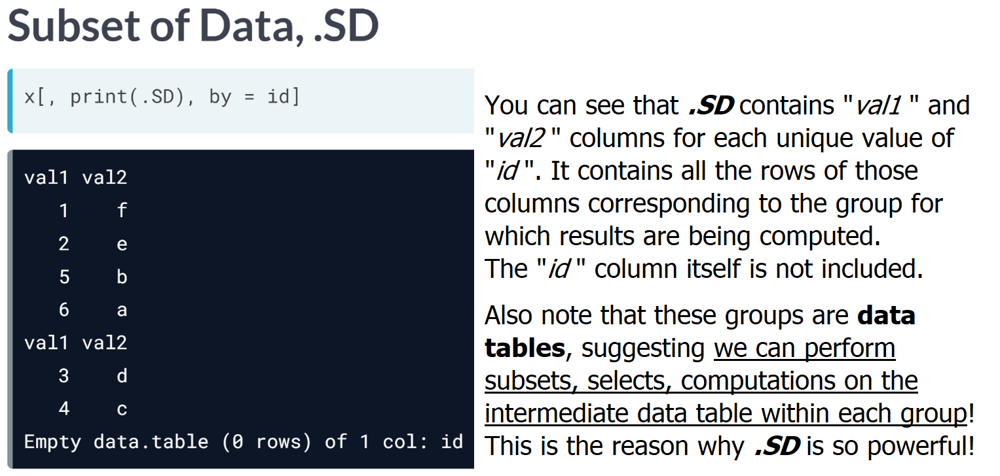 Subset of Data, .SD
x[, print(.SD), by = id]
val1 val2
1 f
2 e
5 b
6 a
val1 val2
3 d
4 c
Empty data.table (0 rows) of 1 col: id
You can see that .SD contains "val1 " and
"val2 " columns for each unique value of
"id ". It contains all the rows of those
columns corresponding to the group for
which results are being computed.
The "id " column itself is not included.
Also note that these groups are data
tables, suggesting we can perform
subsets, selects, computations on the
intermediate data table within each group!
This is the reason why .SD is so powerful!